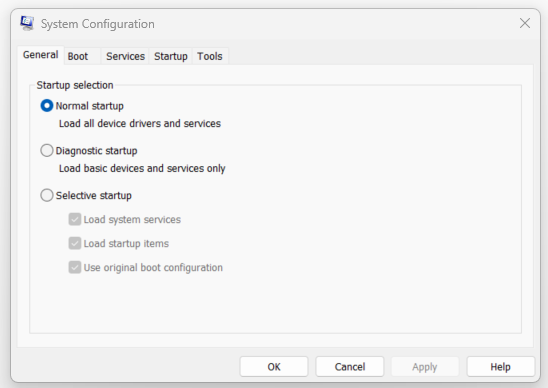 System Configuration
General Boot Services Startup Tools
Startup selection
Normal startup
Load all device drivers and services
Diagnostic startup
Load basic devices and services only
Selective startup
Load system services
Load startup items
Use original boot configuration
OK Cancel Apply Help